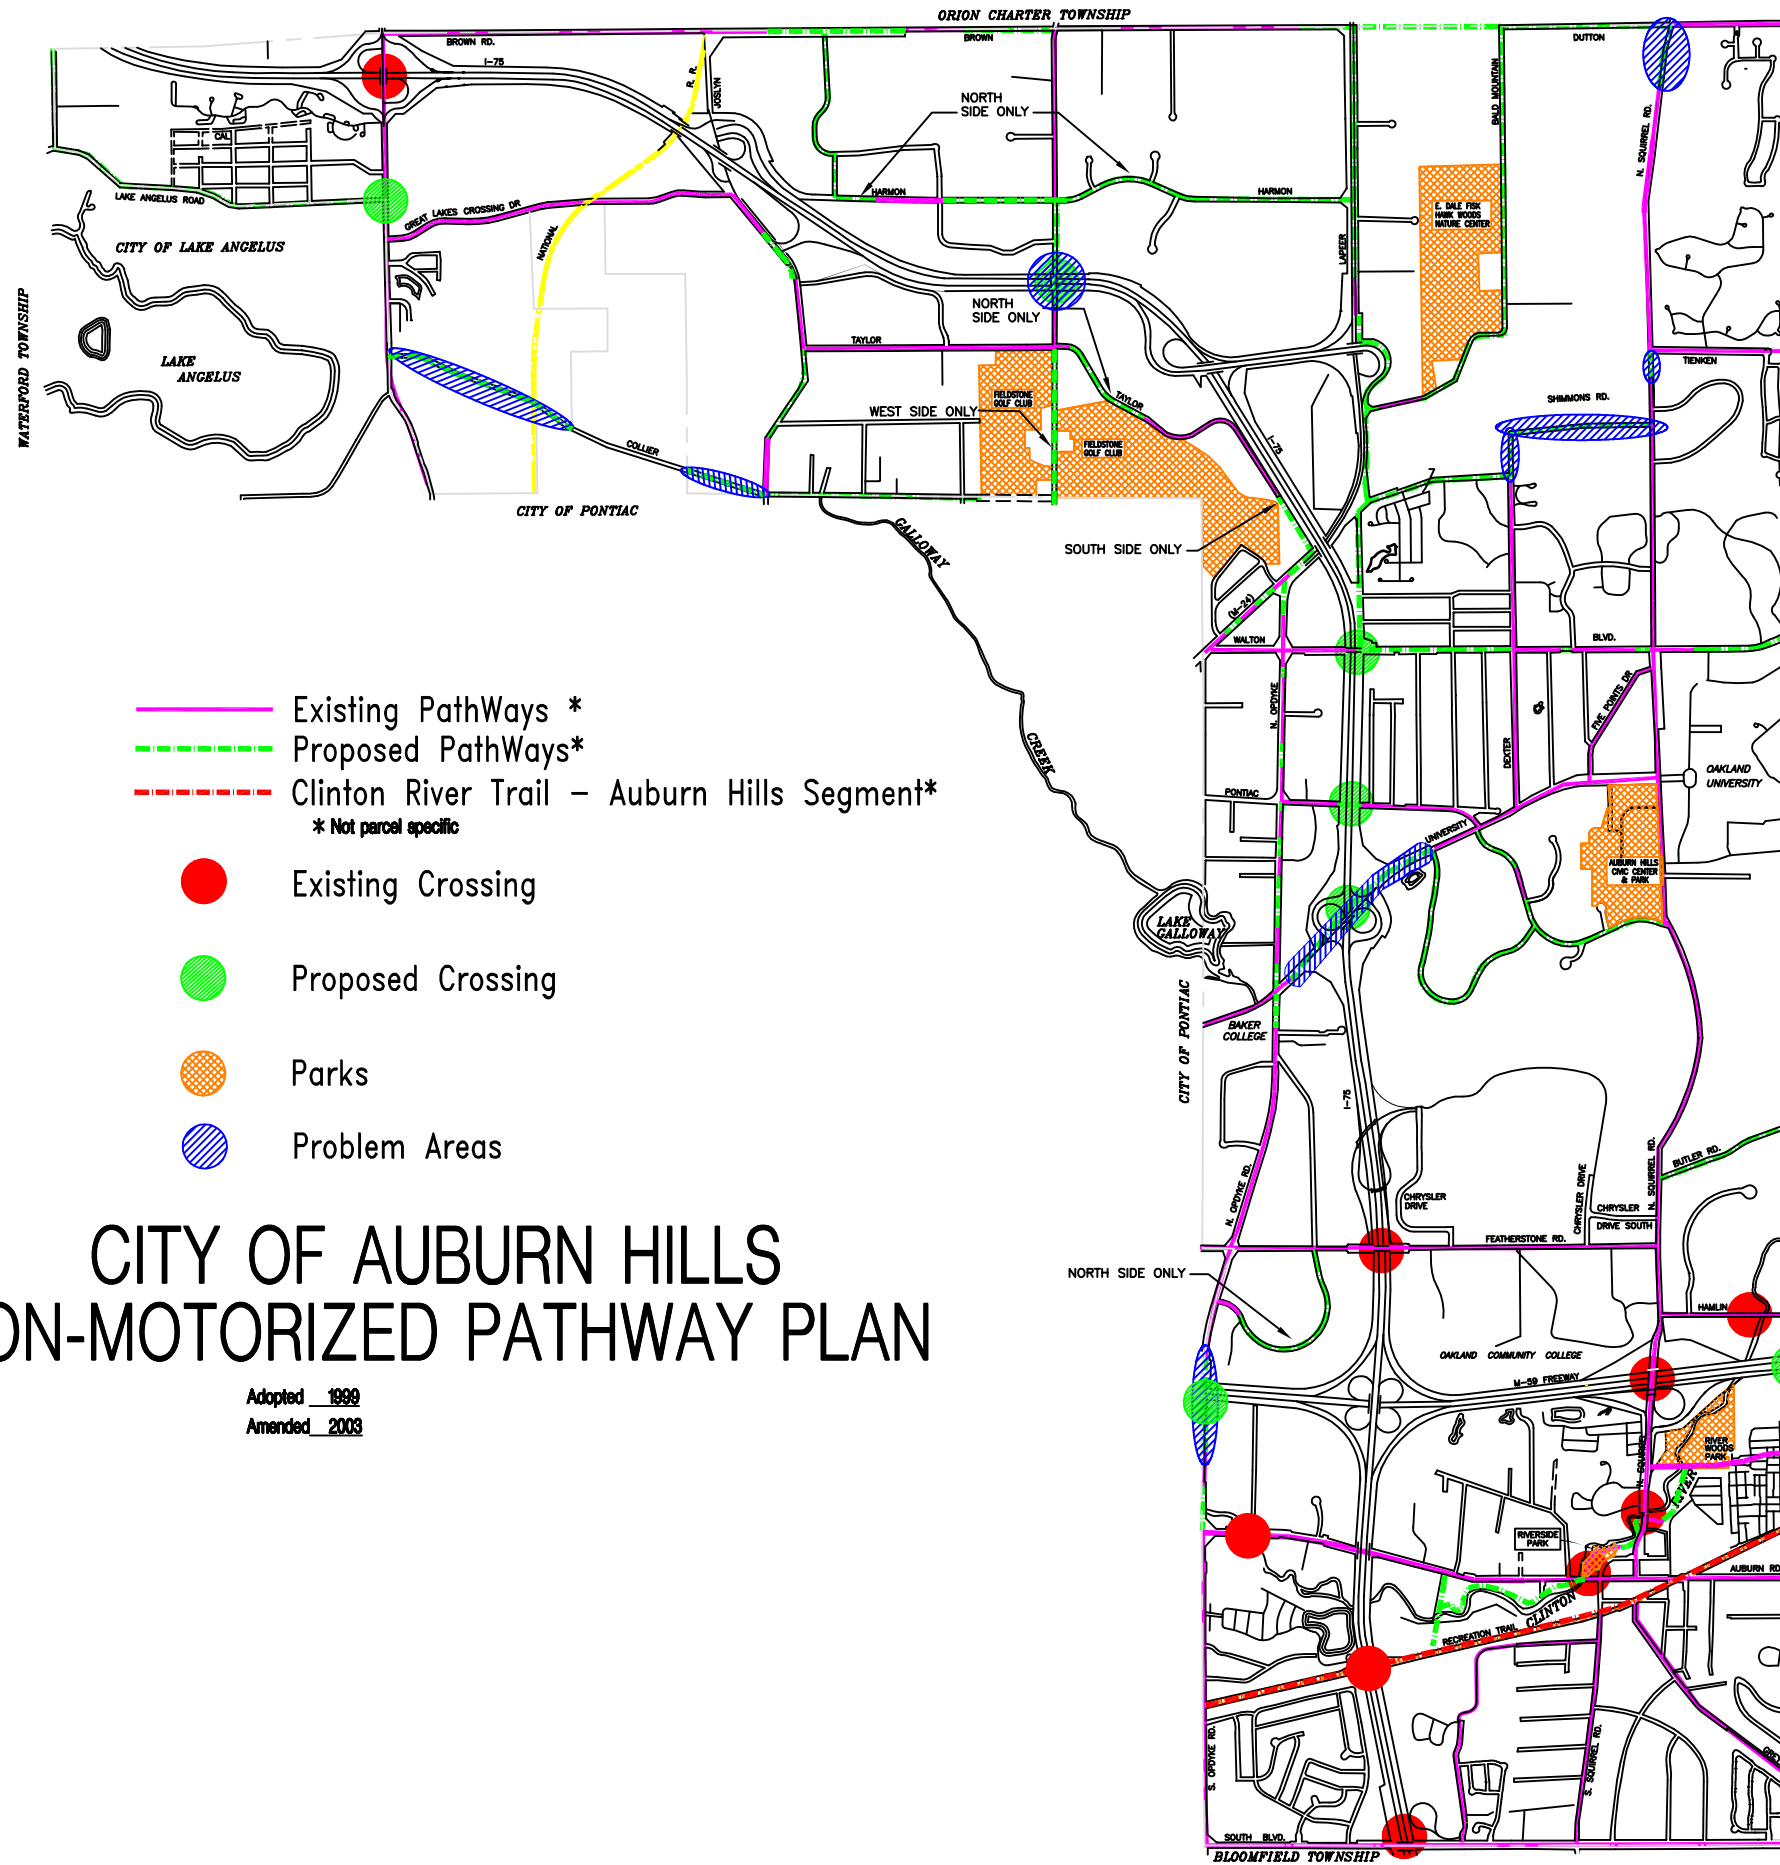 ORION CHARTER TOWNSHIP
BROWN RD.
BROWN
DUTTON
I-75
R. R.
JOSLYN
NORTH
SIDE ONLY
BALD MOUNTAIN
N. SQUIRREL RD.
CAL
LAKE ANGELUS ROAD
HARMON
HARMON
GREAT LAKES CROSSING DR
E. DALE FISK
HAWK WOODS
NATURE CENTER
CITY OF LAKE ANGELUS
NATIONAL
LAPEER
WATERFORD TOWNSHIP
NORTH
SIDE ONLY
TAYLOR
LAKE
ANGELUS
TIENKEN
FIELDSTONE
GOLF CLUB
TAYLOR
SHIMMONS RD.
WEST SIDE ONLY
FIELDSTONE
GOLF CLUB
I-75
COLLIER
CITY OF PONTIAC
GALLOWAY
SOUTH SIDE ONLY
(M-24)
WALTON
BLVD.
1
7
N. OPDYKE
FIVE POINTS DR
Existing PathWays *
Proposed PathWays*
Clinton River Trail - Auburn Hills Segment*
* Not parcel specific
CREEK
DEXTER
OAKLAND
UNIVERSITY
PONTIAC
UNIVERSITY
AUBURN HILLS
CIVIC CENTER
& PARK
Existing Crossing
LAKE
GALLOWAY
Proposed Crossing
CITY OF PONTIAC
BAKER
COLLEGE
Parks
I-75
Problem Areas
N. SQUIRREL RD.
BUTLER RD.
N. OPDYKE RD.
CHRYSLER
DRIVE
CHRYSLER DRIVE
CHRYSLER
DRIVE SOUTH
FEATHERSTONE RD.
CITY OF AUBURN HILLS
ON-MOTORIZED PATHWAY PLAN
NORTH SIDE ONLY
HAMLIN
OAKLAND COMMUNITY COLLEGE
M-59 FREEWAY
Adopted 1999
Amended 2003
N. SQUIRREL
RIVER
WOODS
PARK
RIVER
RIVERSIDE
PARK
AUBURN RD
CLINTON
RECREATION TRAIL
S. OPDYKE RD.
S. SQUIRREL RD.
SOUTH BLVD.
BLOOMFIELD TOWNSHIP